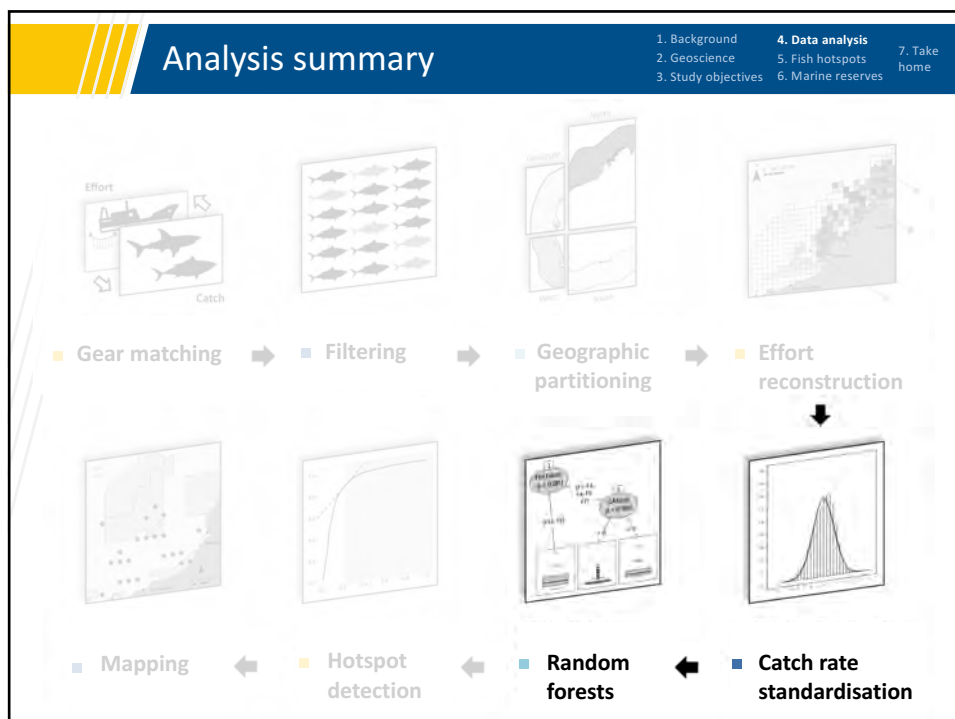 Analysis summary
1. Background
2. Geoscience
3. Study objectives
4. Data analysis
5. Fish hotspots
6. Marine reserves
7. Take
home
Effort
Catch
Gear matching
Filtering
Geographic
partitioning
Effort
reconstruction
Mapping
Hotspot
detection
Random
forests
Catch rate
standardisation